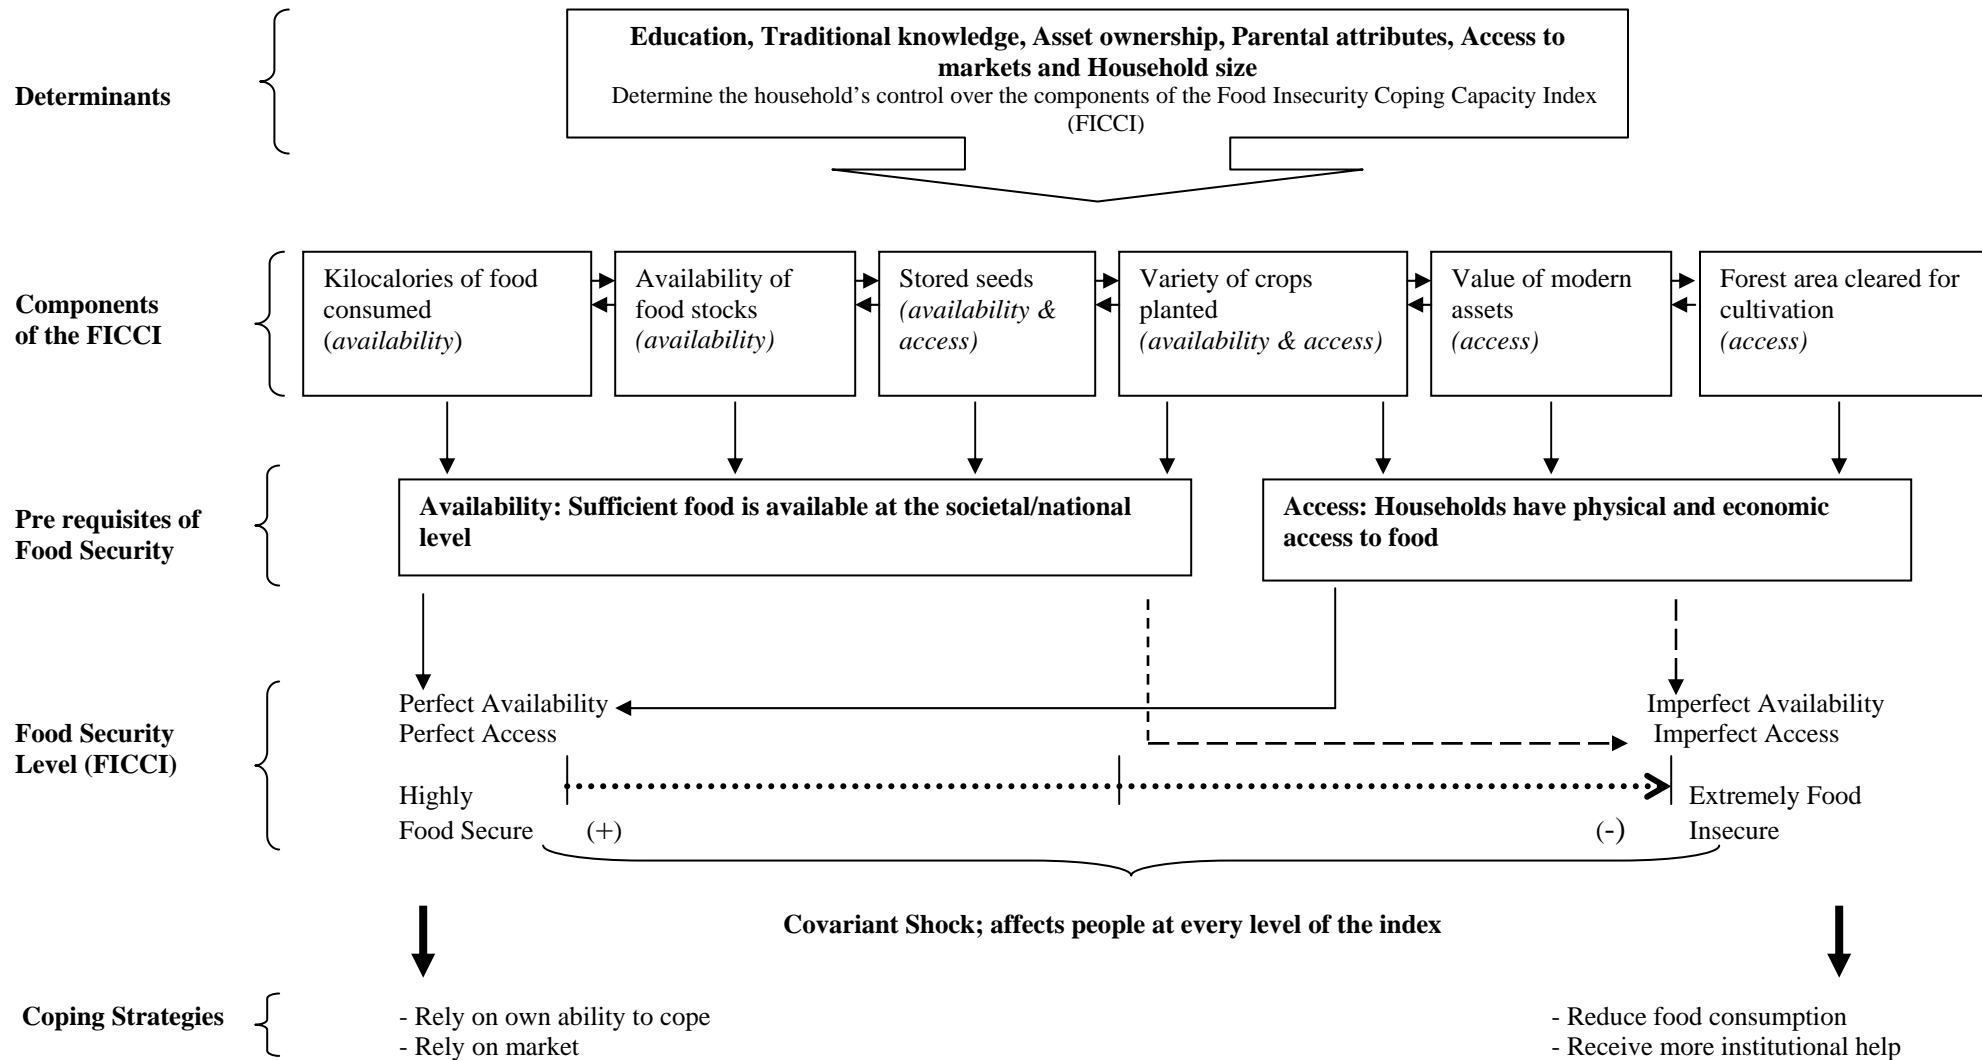 Education, Traditional knowledge, Asset ownership, Parental attributes, Access to
markets and Household size
Determine the household's control over the components of the Food Insecurity Coping Capacity Index
(FICCI)
Determinants
Components
of the FICCI
Kilocalories of food
consumed
(availability)
Availability of
food stocks
(availability)
Stored seeds
(availability &
access)
Variety of crops
planted
(availability & access)
Value of modern
assets
(access)
Forest area cleared for
cultivation
(access)
Pre requisites of
Food Security
Availability: Sufficient food is available at the societal/national
level
Access: Households have physical and economic
access to food
Food Security
Level (FICCI)
Perfect Availability
Perfect Access
Imperfect Availability
Imperfect Access
Highly
Food Secure
(+)
(-)
Extremely Food
Insecure
Covariant Shock; affects people at every level of the index
Coping Strategies
- Rely on own ability to cope
- Rely on market
- Reduce food consumption
- Receive more institutional help